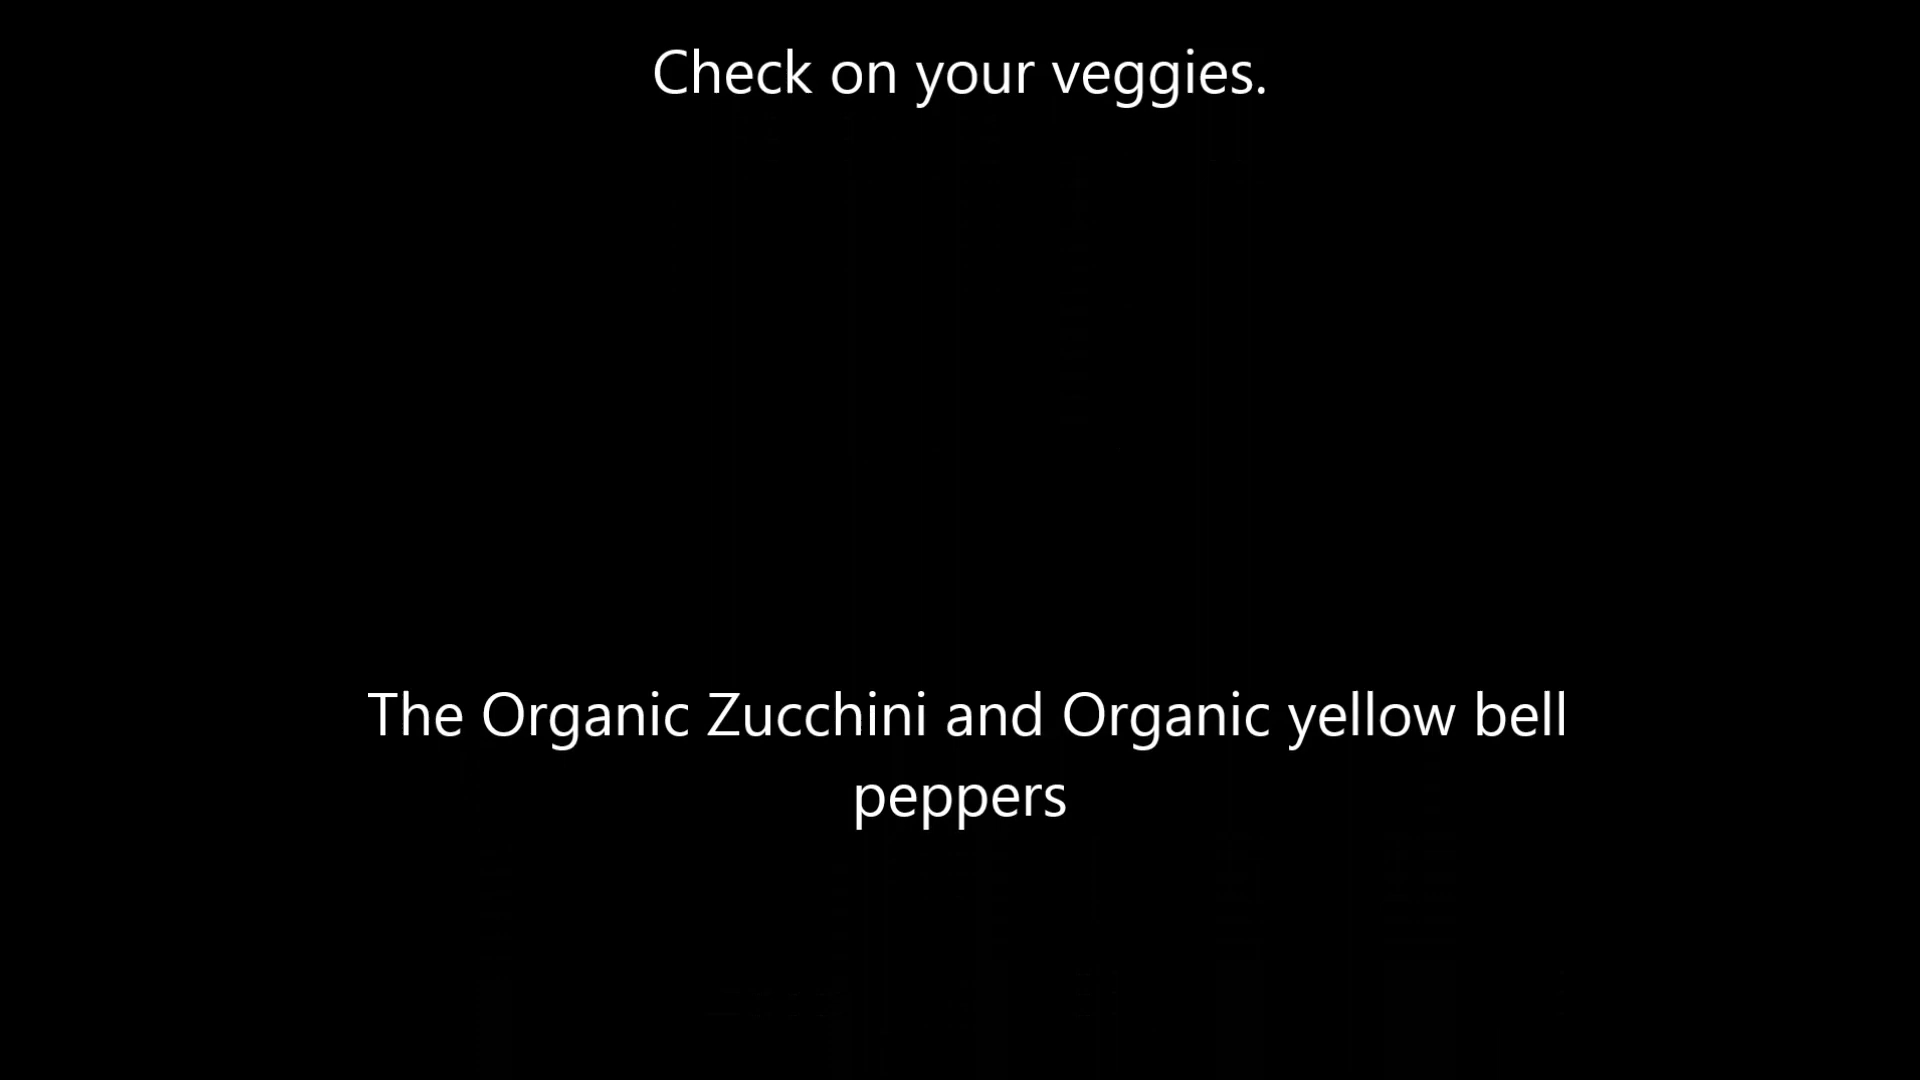 Check on your veggies.
The Organic Zucchini and Organic yellow bell
peppers